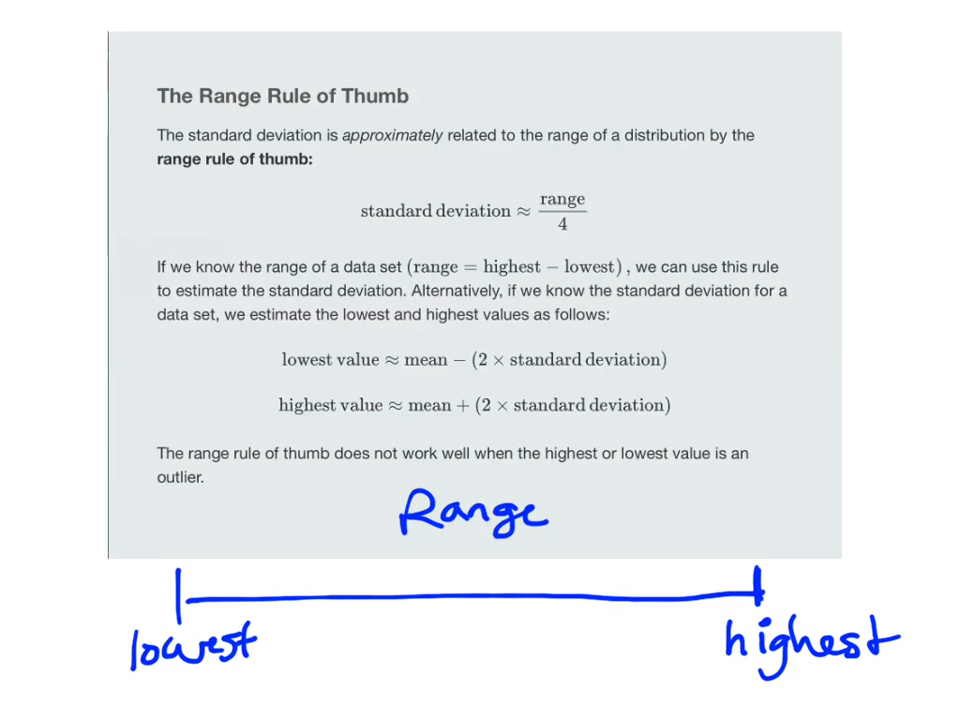 The Range Rule of Thumb
The standard deviation is approximately related to the range of a distribution by the
range rule of thumb:
standard deviation ≈ range/4
If we know the range of a data set (range = highest − lowest) , we can use this rule
to estimate the standard deviation. Alternatively, if we know the standard deviation for a
data set, we estimate the lowest and highest values as follows:
lowest value ≈ mean − (2 × standard deviation)
highest value ≈ mean + (2 × standard deviation)
The range rule of thumb does not work well when the highest or lowest value is an
outlier.
Range
lowest highest